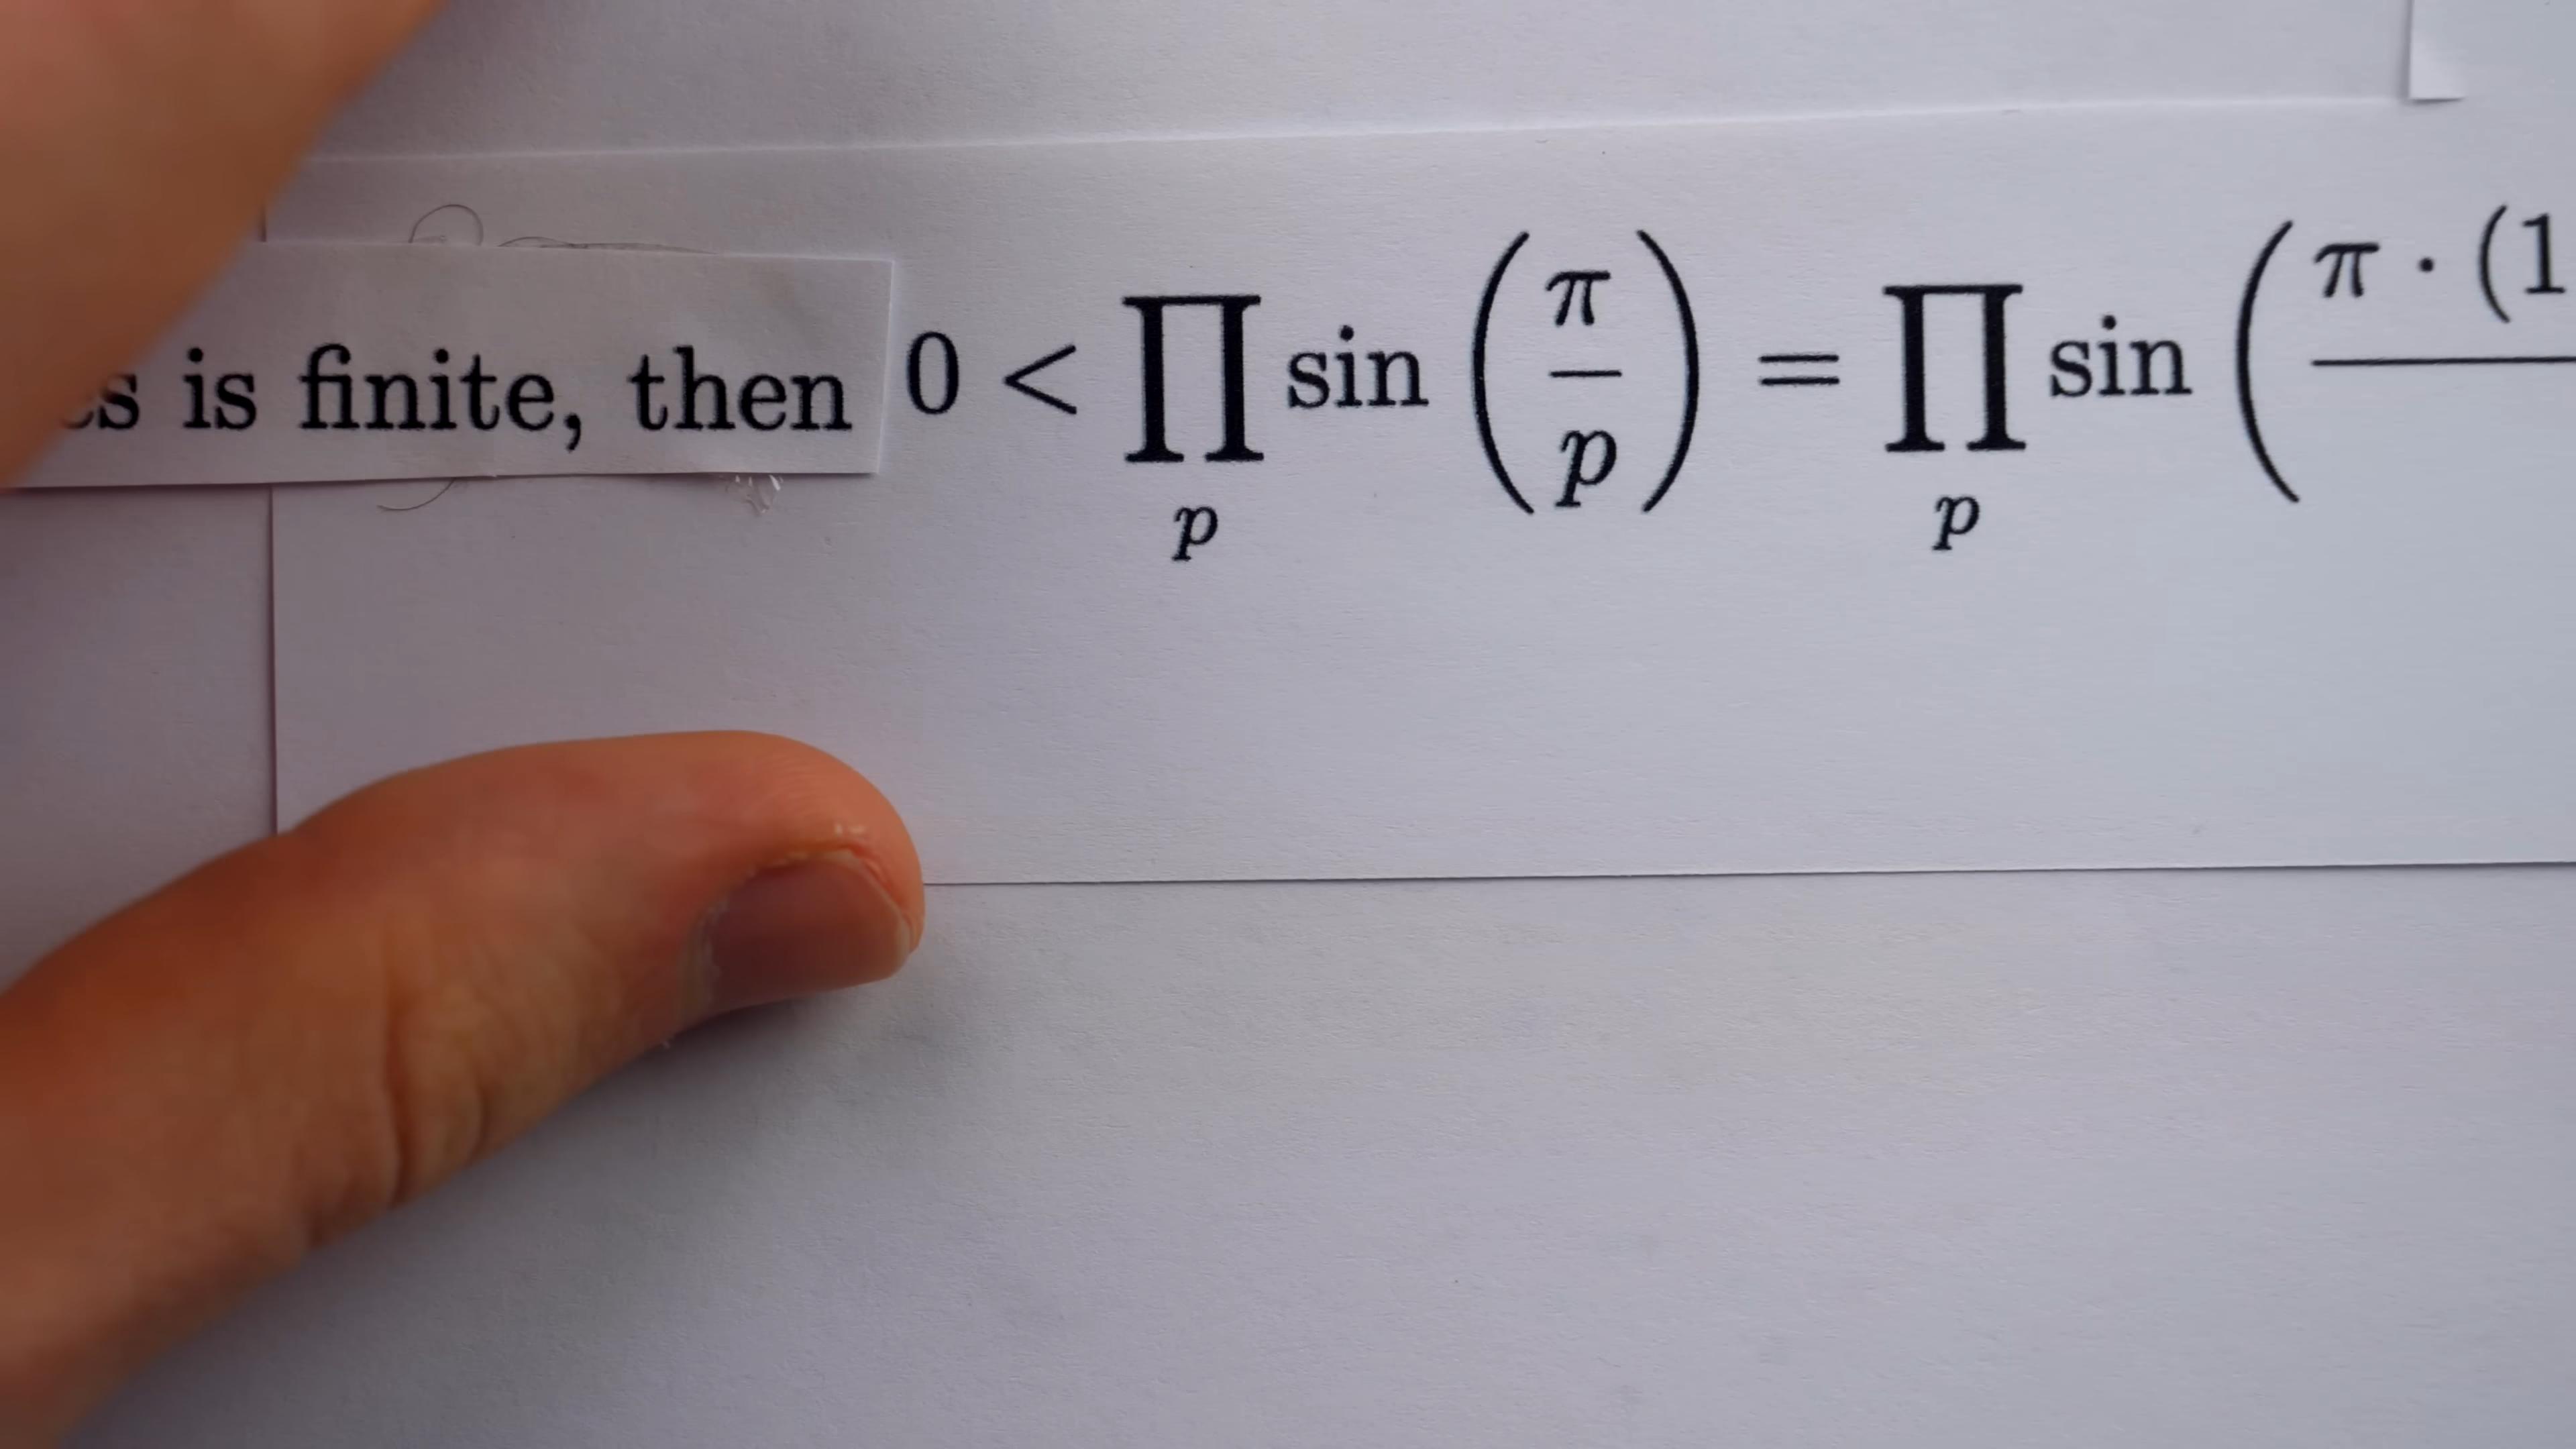 is finite, then 0 < ∏_p sin(π/p) = ∏_p sin(π · (1